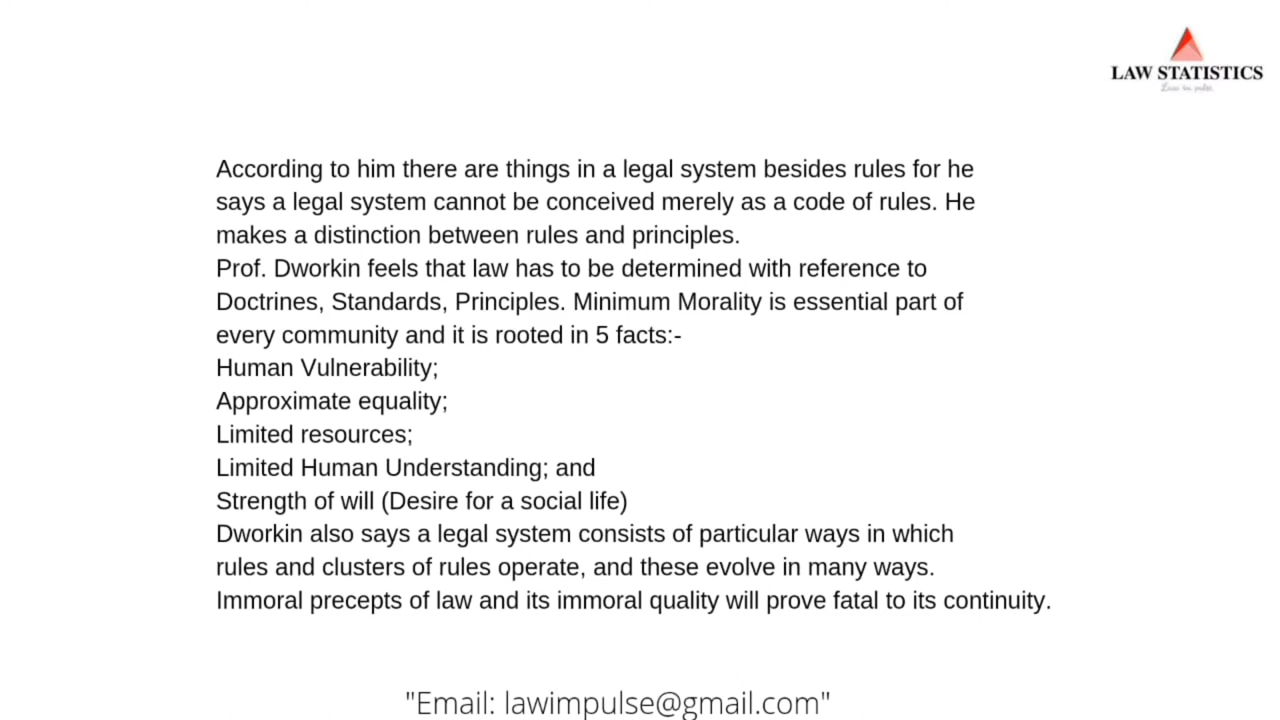 LAW STATISTICS
Law in pulse
According to him there are things in a legal system besides rules for he
says a legal system cannot be conceived merely as a code of rules. He
makes a distinction between rules and principles.
Prof. Dworkin feels that law has to be determined with reference to
Doctrines, Standards, Principles. Minimum Morality is essential part of
every community and it is rooted in 5 facts:-
Human Vulnerability;
Approximate equality;
Limited resources;
Limited Human Understanding; and
Strength of will (Desire for a social life)
Dworkin also says a legal system consists of particular ways in which
rules and clusters of rules operate, and these evolve in many ways.
Immoral precepts of law and its immoral quality will prove fatal to its continuity.
"Email: lawimpulse@gmail.com"